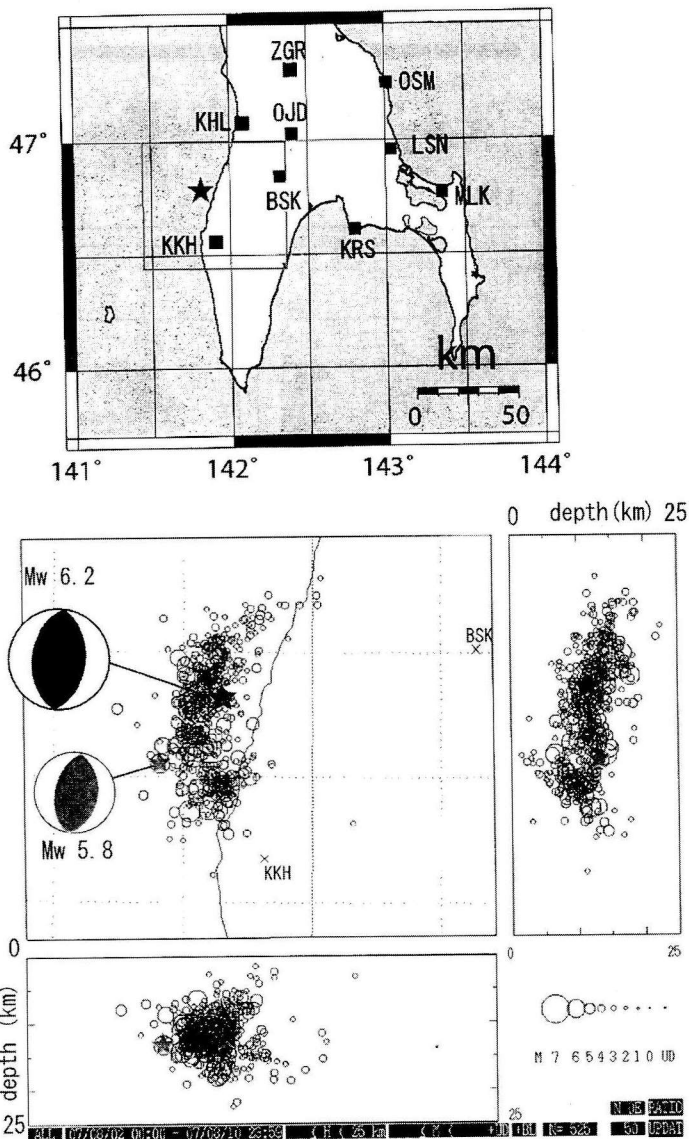 ZGR
OSM
KHL
OJD
47°
LSN
BSK
MLK
KKH
KRS
46°
km
0 50
141° 142° 143° 144°
0 depth(km) 25
Mw 6.2
BSK
Mw 5.8
KKH
0
0 25
depth (km)
M 7 6 5 4 3 2 1 0 UD
25
25